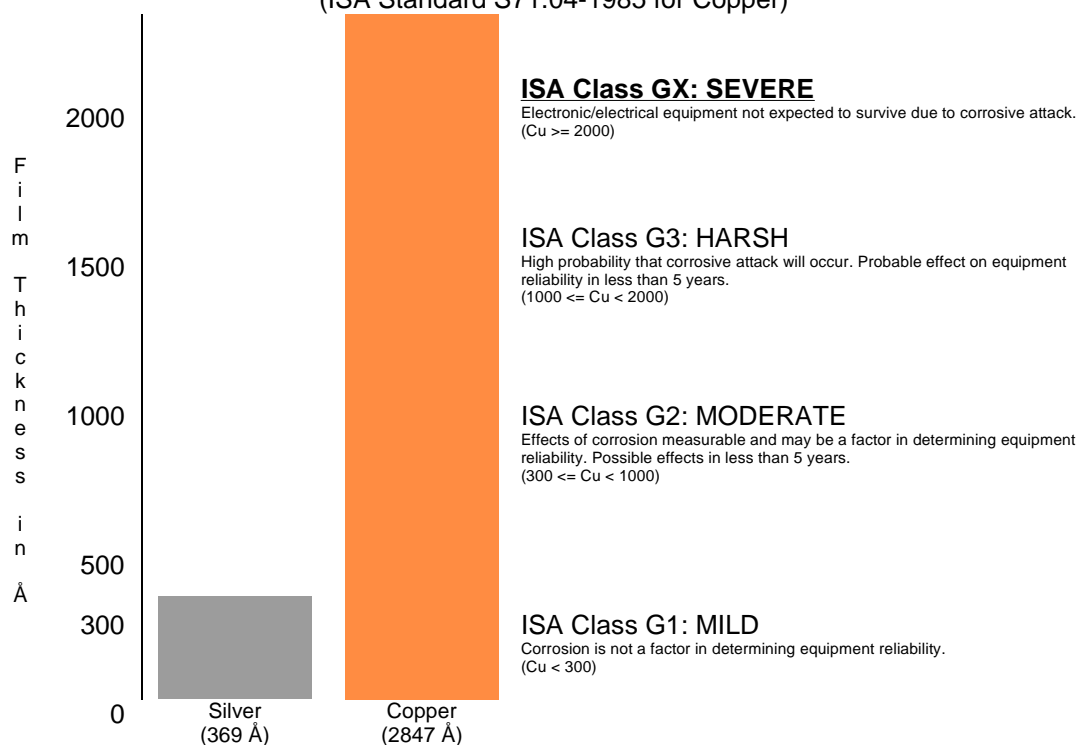 (ISA Standard S71.04-1985 for Copper)
ISA Class GX: SEVERE
Electronic/electrical equipment not expected to survive due to corrosive attack.
(Cu >= 2000)
ISA Class G3: HARSH
High probability that corrosive attack will occur. Probable effect on equipment
reliability in less than 5 years.
(1000 <= Cu < 2000)
ISA Class G2: MODERATE
Effects of corrosion measurable and may be a factor in determining equipment
reliability. Possible effects in less than 5 years.
(300 <= Cu < 1000)
ISA Class G1: MILD
Corrosion is not a factor in determining equipment reliability.
(Cu < 300)
Film Thickness in Å
2000
1500
1000
500
300
0
Silver
(369 Å)
Copper
(2847 Å)